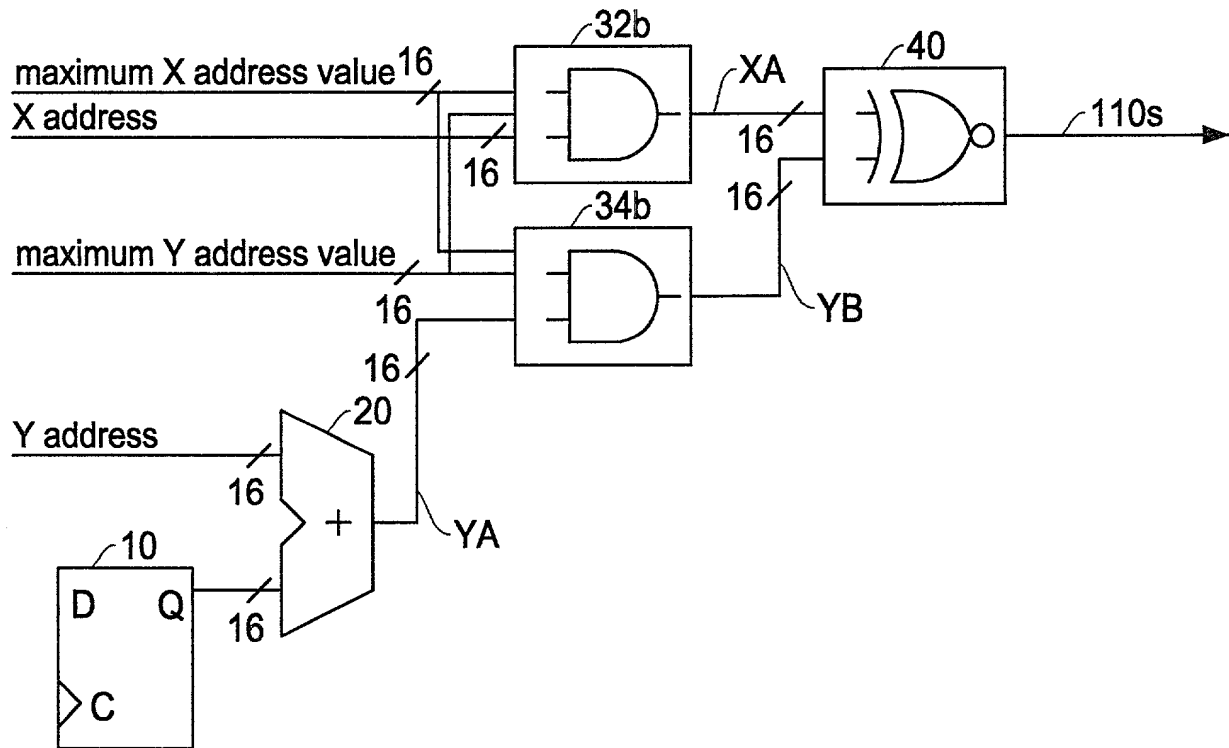 32b
maximum X address value 16
XA
40
X address
16
16
110s
34b
16
maximum Y address value
16
YB
16
20
Y address
16
+
YA
10
D Q
16
C